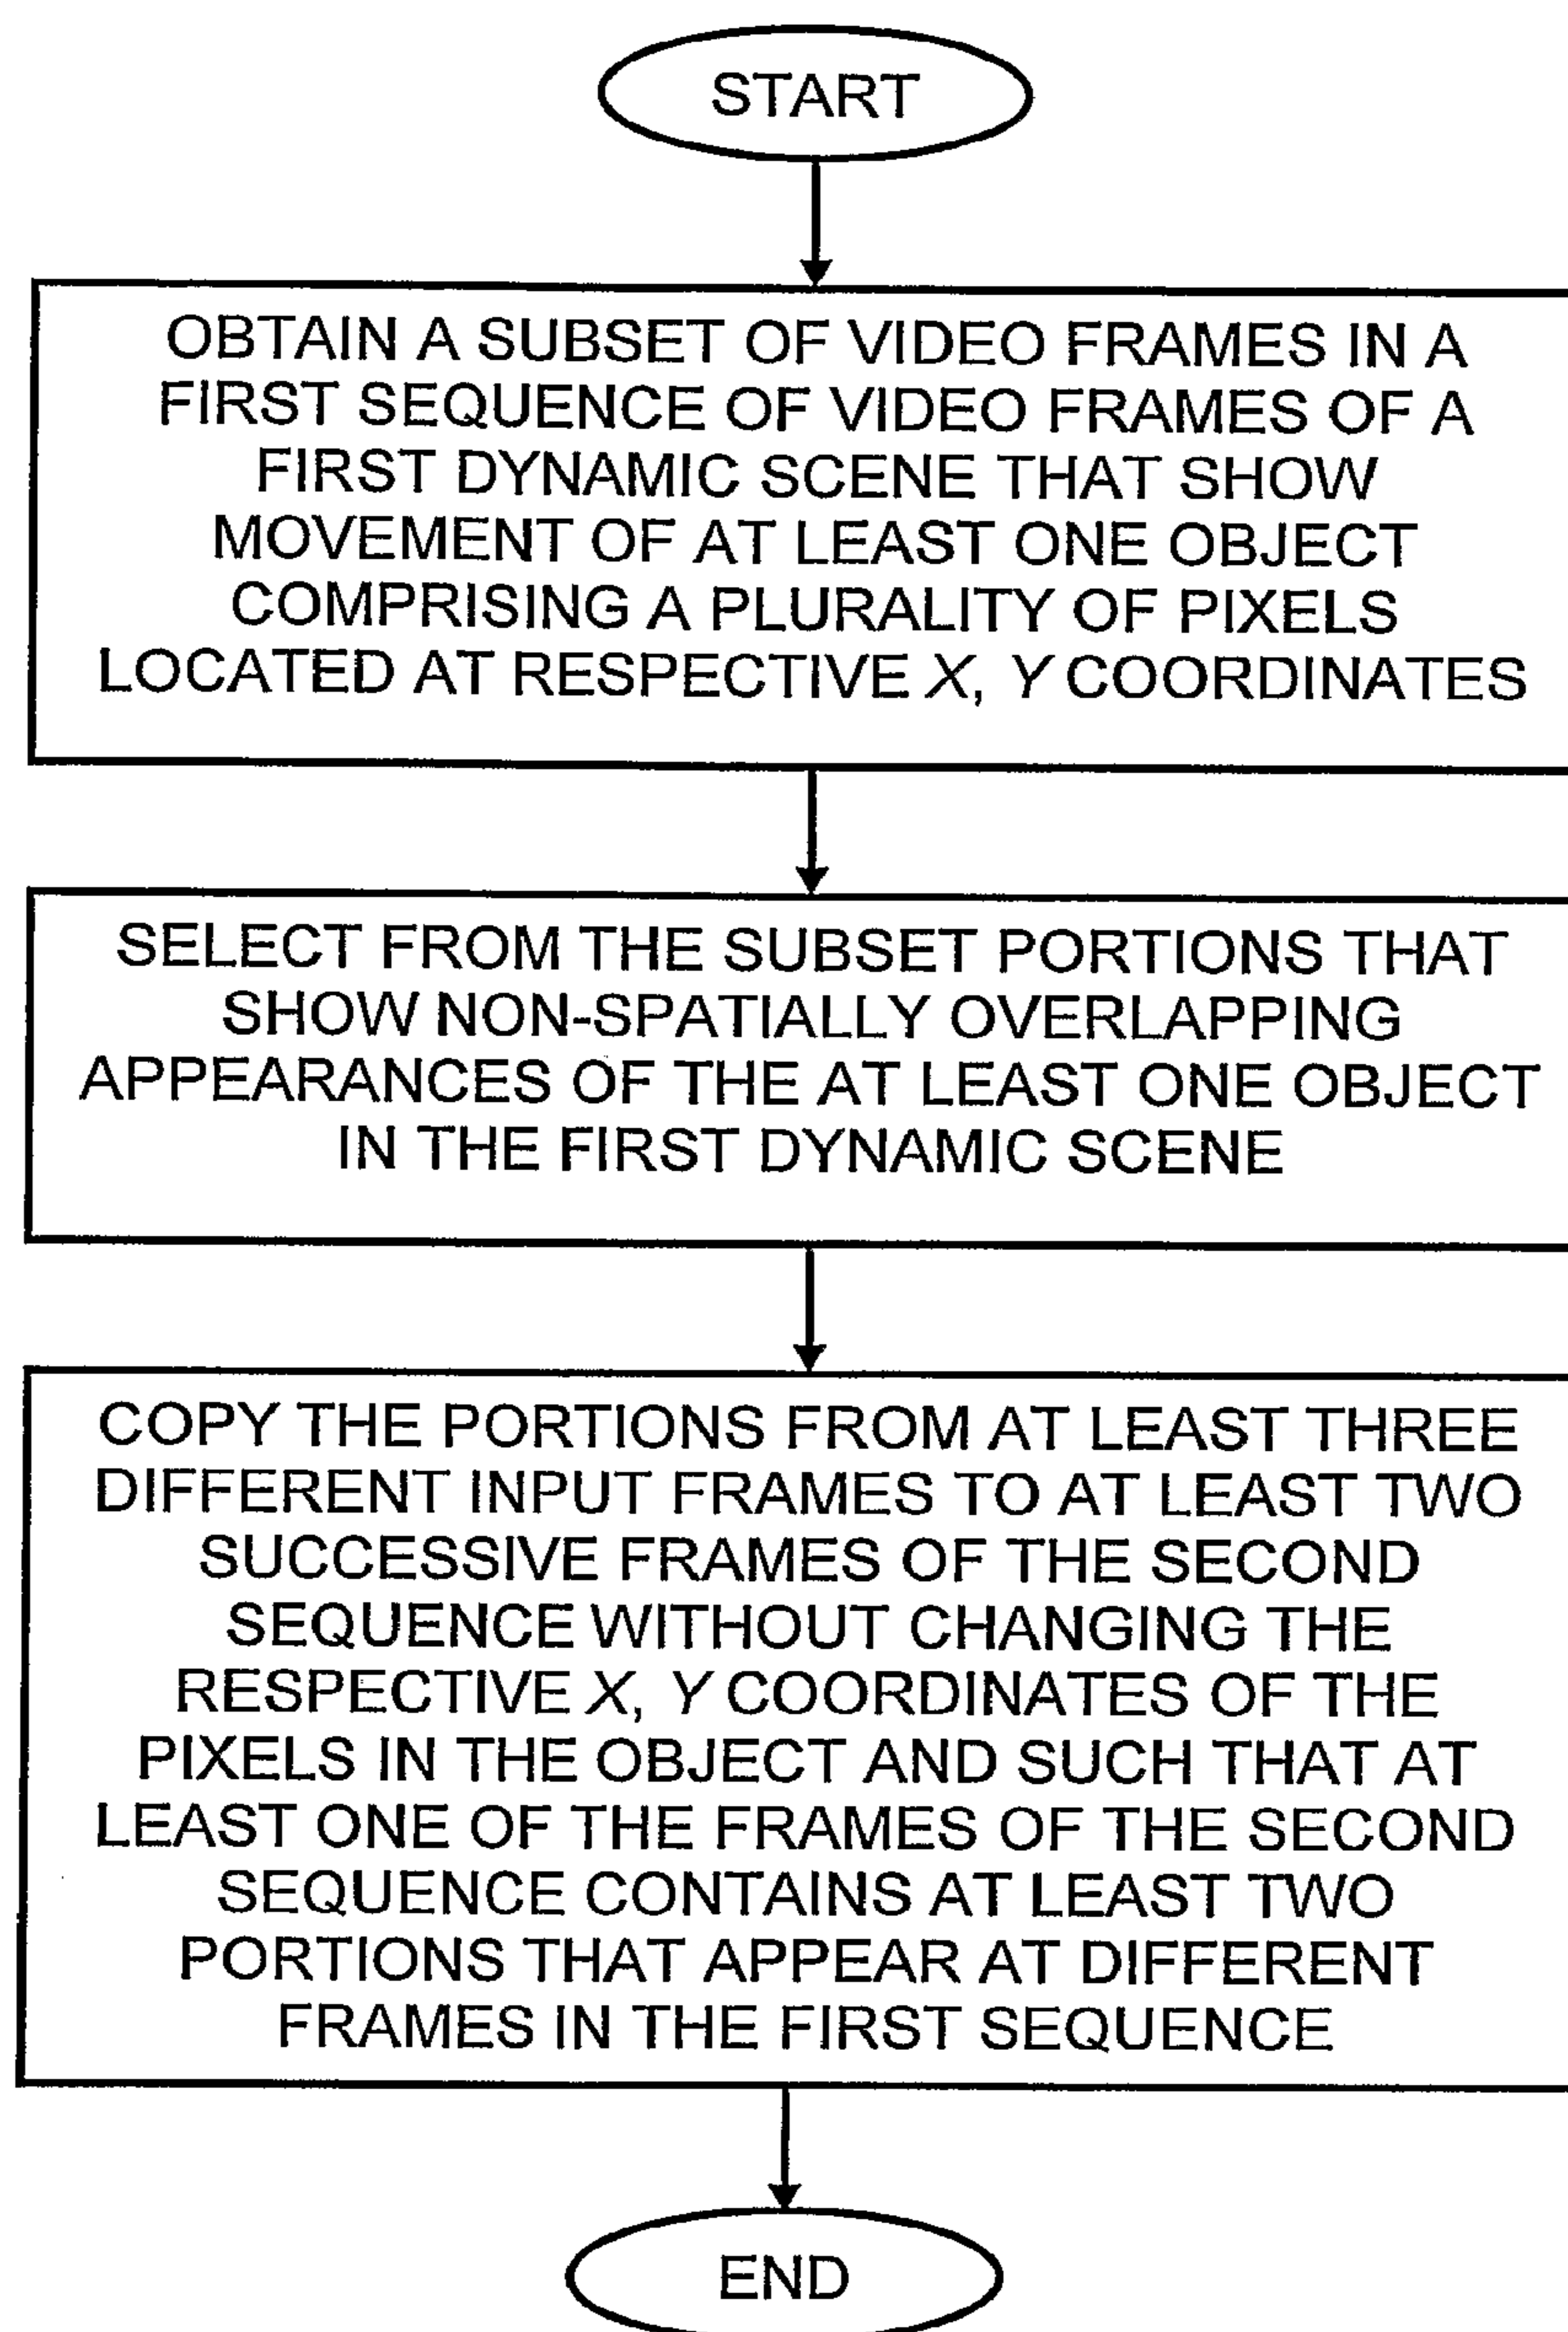 START
OBTAIN A SUBSET OF VIDEO FRAMES IN A
FIRST SEQUENCE OF VIDEO FRAMES OF A
FIRST DYNAMIC SCENE THAT SHOW
MOVEMENT OF AT LEAST ONE OBJECT
COMPRISING A PLURALITY OF PIXELS
LOCATED AT RESPECTIVE X, Y COORDINATES
SELECT FROM THE SUBSET PORTIONS THAT
SHOW NON-SPATIALLY OVERLAPPING
APPEARANCES OF THE AT LEAST ONE OBJECT
IN THE FIRST DYNAMIC SCENE
COPY THE PORTIONS FROM AT LEAST THREE
DIFFERENT INPUT FRAMES TO AT LEAST TWO
SUCCESSIVE FRAMES OF THE SECOND
SEQUENCE WITHOUT CHANGING THE
RESPECTIVE X, Y COORDINATES OF THE
PIXELS IN THE OBJECT AND SUCH THAT AT
LEAST ONE OF THE FRAMES OF THE SECOND
SEQUENCE CONTAINS AT LEAST TWO
PORTIONS THAT APPEAR AT DIFFERENT
FRAMES IN THE FIRST SEQUENCE
END